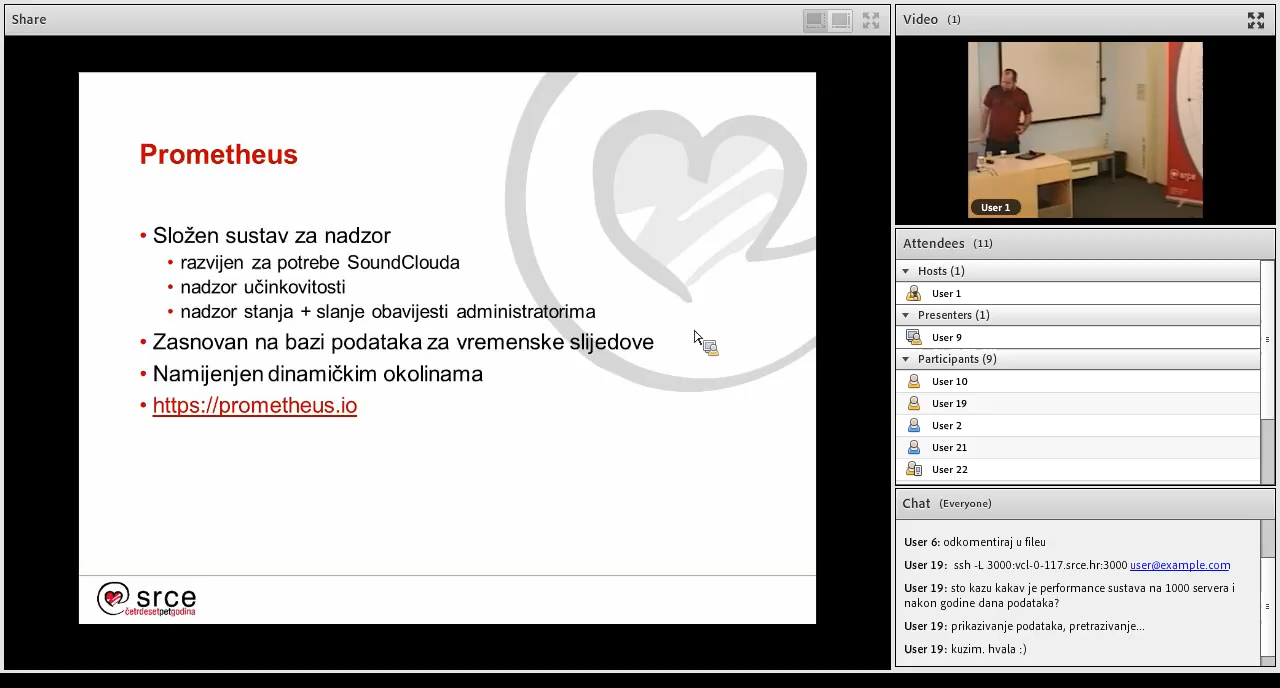 Share
Prometheus
• Složen sustav za nadzor
• razvijen za potrebe SoundClouda
• nadzor učinkovitosti
• nadzor stanja + slanje obavijesti administratorima
• Zasnovan na bazi podataka za vremenske slijedove
• Namijenjen dinamičkim okolinama
• https://prometheus.io
srce
četrdesetpetgodina
Video (1)
srce
User 1
Attendees (11)
Hosts (1)
User 1
Presenters (1)
User 9
Participants (9)
User 10
User 19
User 2
User 21
User 22
Chat (Everyone)
User 6: odkomentiraj u fileu
User 19: ssh -L 3000:vcl-0-117.srce.hr:3000 user@example.com
User 19: sto kazu kakav je performance sustava na 1000 servera i
nakon godine dana podataka?
User 19: prikazivanje podataka, pretrazivanje...
User 19: kuzim. hvala :)